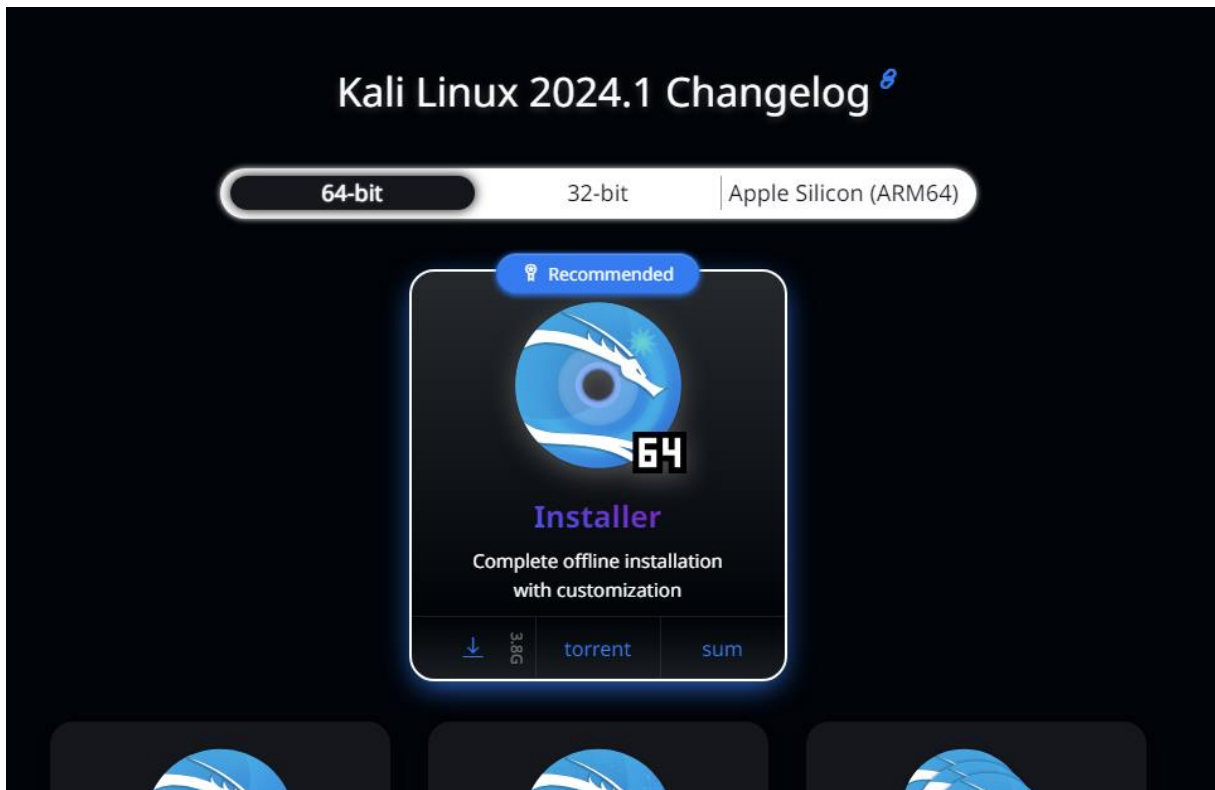 Kali Linux 2024.1 Changelog
64-bit
32-bit
Apple Silicon (ARM64)
Recommended
64
Installer
Complete offline installation
with customization
3.8G
torrent
sum